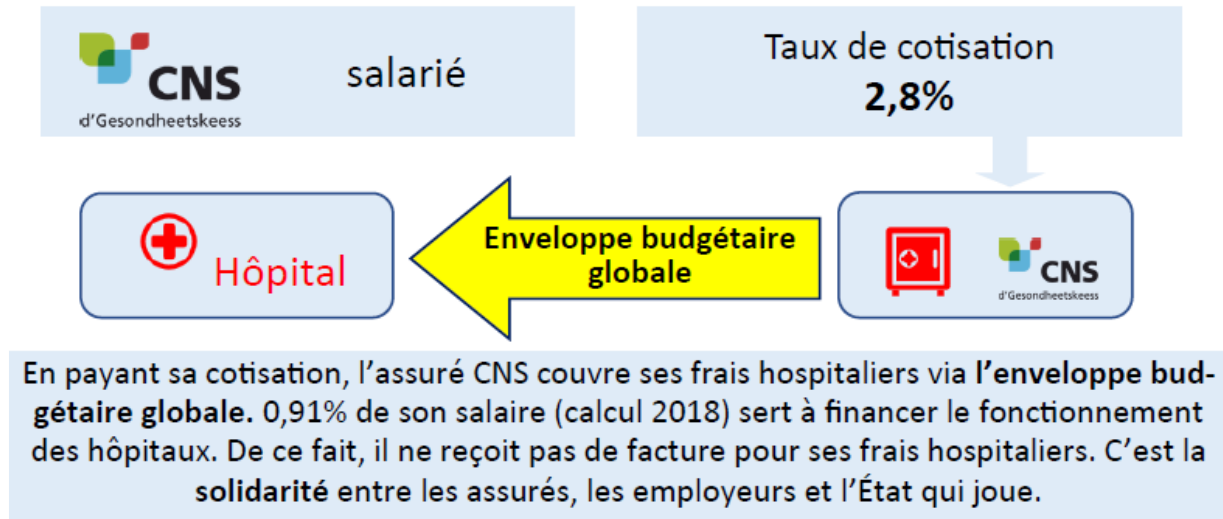 CNS
d'Gesondheetskeess
salarié
Taux de cotisation
2,8%
Hôpital
Enveloppe budgétaire
globale
CNS
d'Gesondheetskeess
En payant sa cotisation, l'assuré CNS couvre ses frais hospitaliers via l'enveloppe bud-
gétaire globale. 0,91% de son salaire (calcul 2018) sert à financer le fonctionnement
des hôpitaux. De ce fait, il ne reçoit pas de facture pour ses frais hospitaliers. C'est la
solidarité entre les assurés, les employeurs et l'État qui joue.